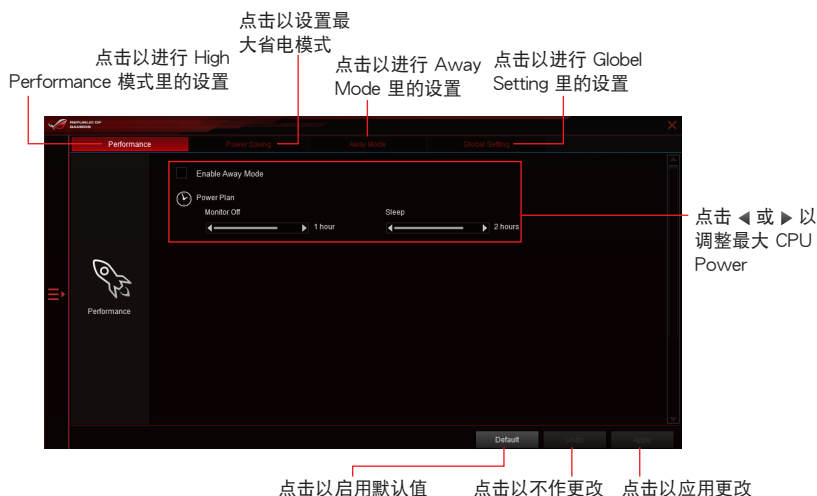 点击以设置最
大省电模式
点击以进行 High
Performance 模式里的设置
点击以进行 Away
Mode 里的设置
点击以进行 Globel
Setting 里的设置
REPUBLIC OF
GAMERS
Performance
Power Saving
Away Mode
Global Setting
Enable Away Mode
Power Plan
Monitor Off
Sleep
1 hour
2 hours
点击 ◀ 或 ▶ 以
调整最大 CPU
Power
Performance
Default
Undo
Apply
点击以启用默认值
点击以不作更改
点击以应用更改